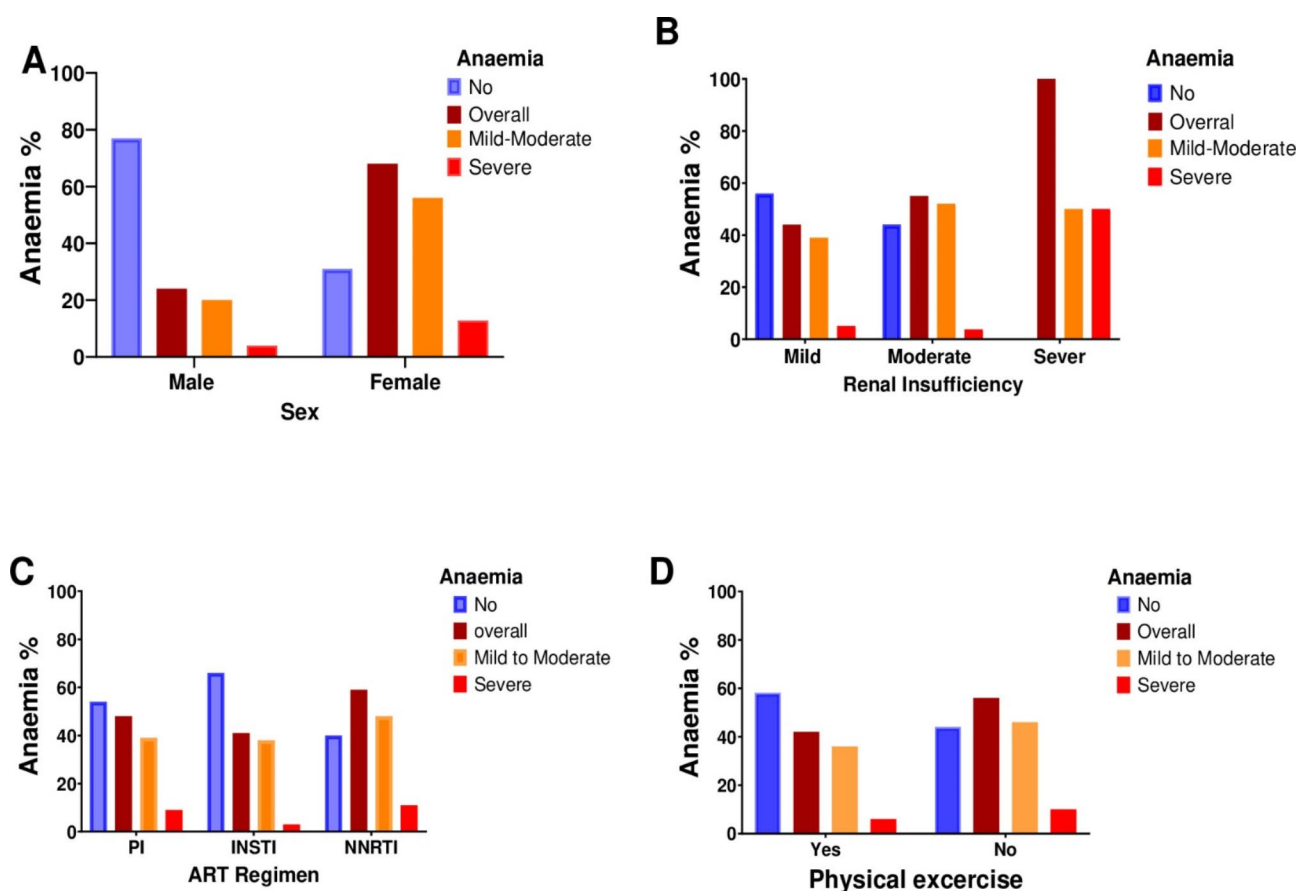 A
Anaemia %
100
80
60
40
20
0
Anaemia
No
Overall
Mild-Moderate
Severe
Male Female
Sex
B
Anaemia %
100
80
60
40
20
0
Anaemia
No
Overral
Mild-Moderate
Severe
Mild Moderate Sever
Renal Insufficiency
C
Anaemia %
100
80
60
40
20
0
Anaemia
No
overall
Mild to Moderate
Severe
PI INSTI NNRTI
ART Regimen
D
Anaemia %
100
80
60
40
20
0
Anaemia
No
Overall
Mild to Moderate
Severe
Yes No
Physical excercise